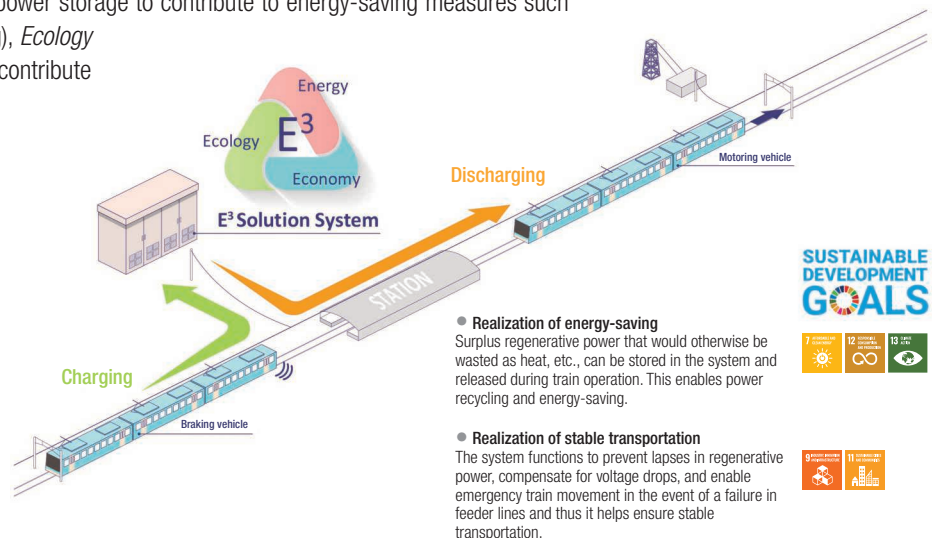 power storage to contribute to energy-saving measures such
), Ecology
contribute
Energy
Ecology
E³
Economy
E³ Solution System
Discharging
Motoring vehicle
STATION
Charging
Braking vehicle
SUSTAINABLE
DEVELOPMENT
GOALS
● Realization of energy-saving
Surplus regenerative power that would otherwise be
wasted as heat, etc., can be stored in the system and
released during train operation. This enables power
recycling and energy-saving.
7
12
13
● Realization of stable transportation
The system functions to prevent lapses in regenerative
power, compensate for voltage drops, and enable
emergency train movement in the event of a failure in
feeder lines and thus it helps ensure stable
transportation.
9
11